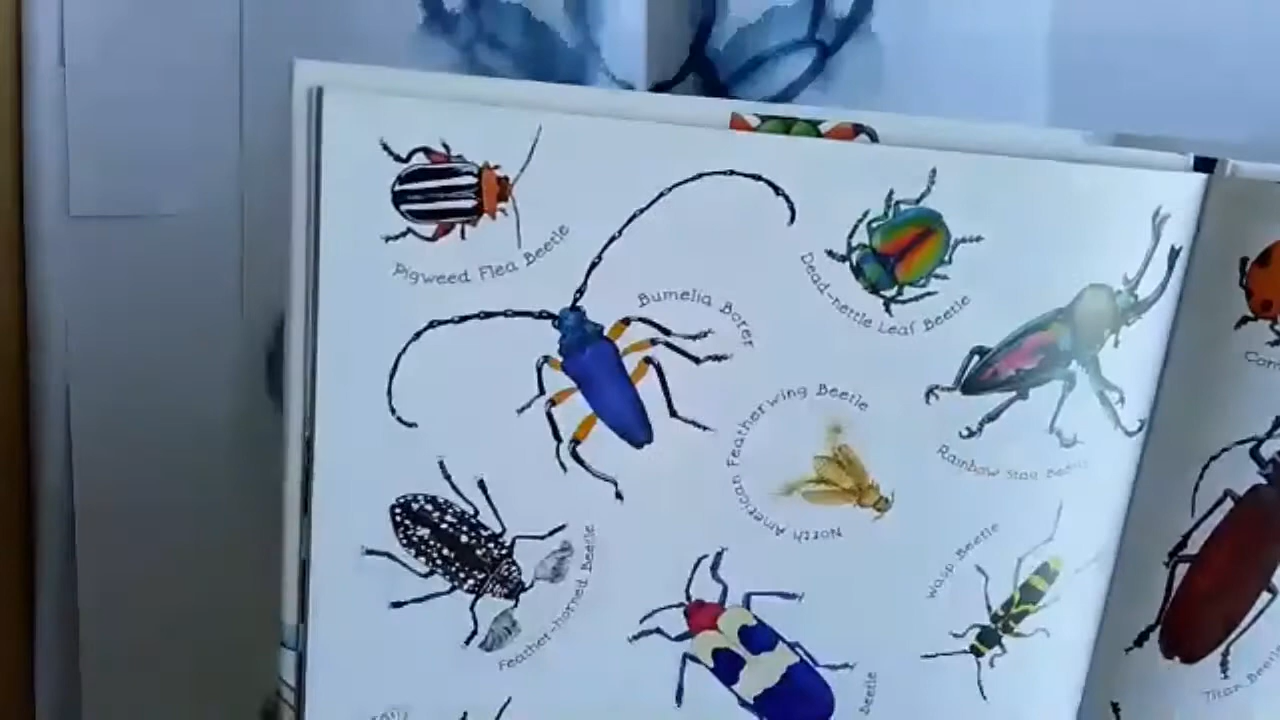 Pigweed Flea Beetle
Bumelia Borer
Dead-nettle Leaf Beetle
Rainbow Stag Beetle
North American Featherwing Beetle
Feather-horned Beetle
Wasp Beetle
Beetle
Titan Beetle